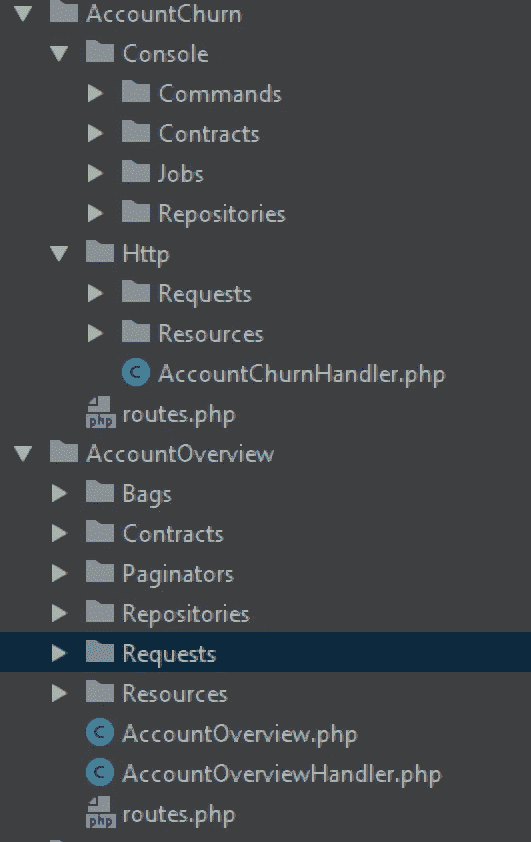 AccountChurn
Console
Commands
Contracts
Jobs
Repositories
Http
Requests
Resources
C AccountChurnHandler.php
php routes.php
AccountOverview
Bags
Contracts
Paginators
Repositories
Requests
Resources
C AccountOverview.php
C AccountOverviewHandler.php
php routes.php